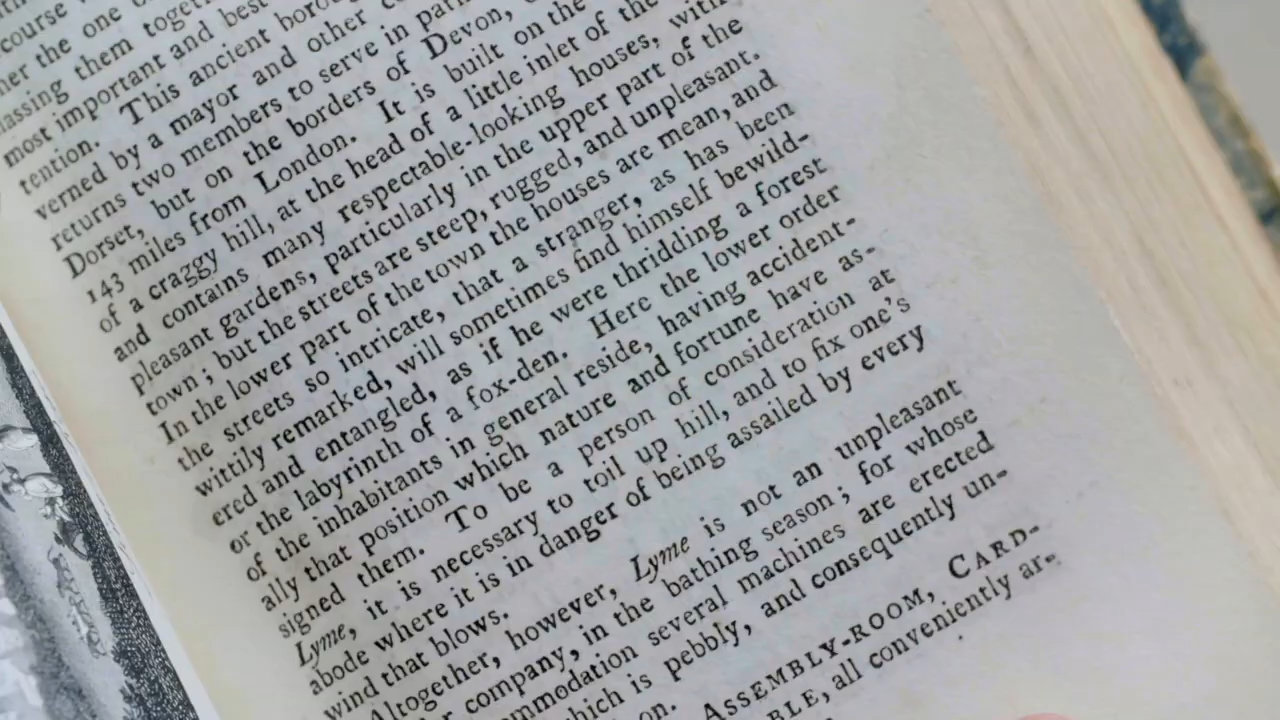 course
her the one
lassing them together
most important and best
tention. This ancient
verned by a mayor and other
returns two members to serve in
Dorset, but on the borders of Devon,
143 miles from London. It is built on the
of a craggy hill, at the head of a little inlet of the
and contains many respectable-looking houses, with
pleasant gardens, particularly in the upper part of the
town; but the streets are steep, rugged, and unpleasant.
In the lower part of the town the houses are mean, and
the streets so intricate, that a stranger, as has been
wittily remarked, will sometimes find himself bewild-
ered and entangled, as if he were thridding a forest
or the labyrinth of a fox-den. Here the lower order
of the inhabitants in general reside, having accident-
ally that position which nature and fortune have as-
signed them. To be a person of consideration at
Lyme, it is necessary to toil up hill, and to fix one's
abode where it is in danger of being assailed by every
wind that blows.
Altogether, however, Lyme is not an unpleasant
company, in the bathing season; for whose
ommodation several machines are erected
which is pebbly, and consequently un-
on.
ASSEMBLY-ROOM, CARD-
BLE, all conveniently ar-